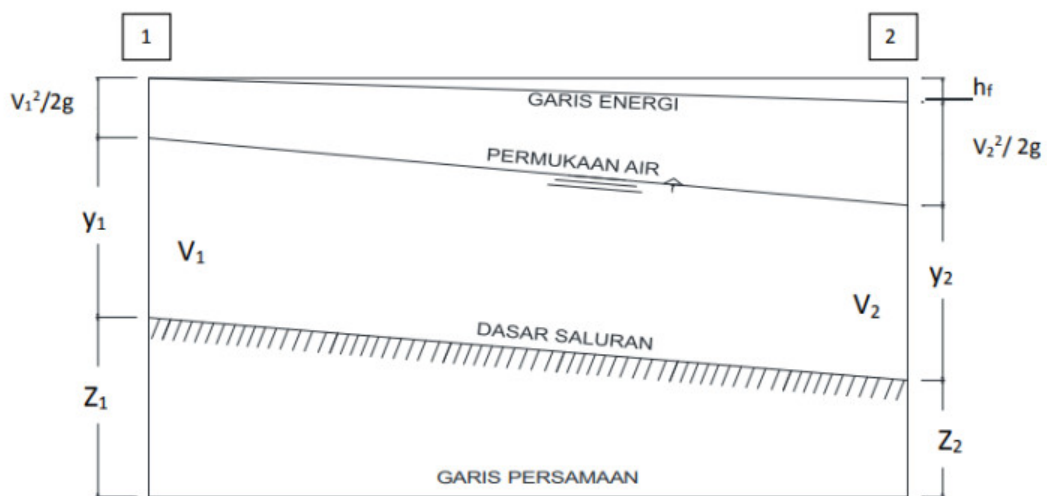 1
2
V₁²/2g
GARIS ENERGI
hf
PERMUKAAN AIR
V₂²/ 2g
y₁
V₁
y₂
V₂
DASAR SALURAN
Z₁
Z₂
GARIS PERSAMAAN